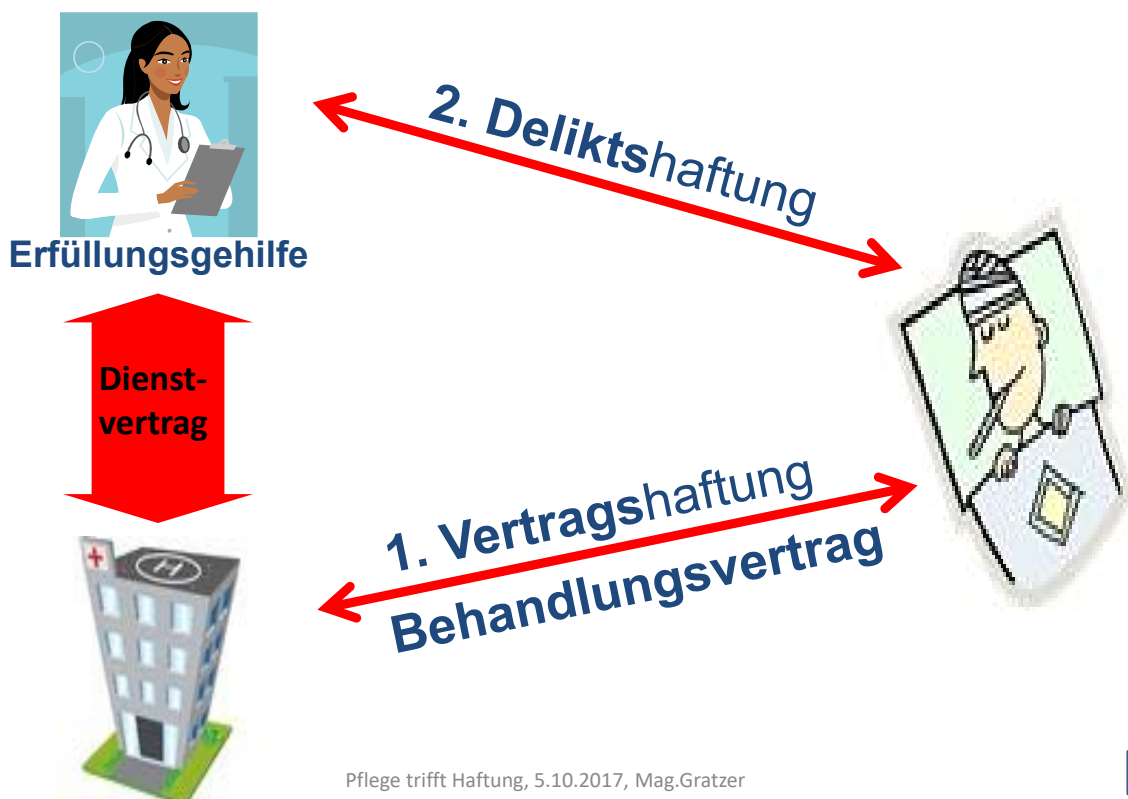 2. Deliktshaftung
Erfüllungsgehilfe
Dienst-
vertrag
1. Vertragshaftung
Behandlungsvertrag
H
Pflege trifft Haftung, 5.10.2017, Mag.Gratzer